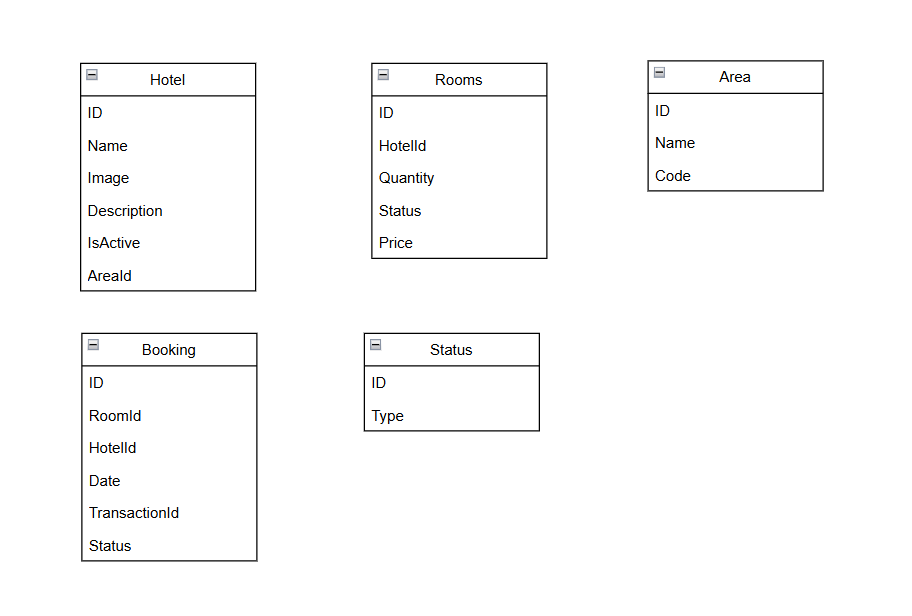 Hotel
ID
Name
Image
Description
IsActive
AreaId
Rooms
ID
HotelId
Quantity
Status
Price
Area
ID
Name
Code
Booking
ID
RoomId
HotelId
Date
TransactionId
Status
Status
ID
Type